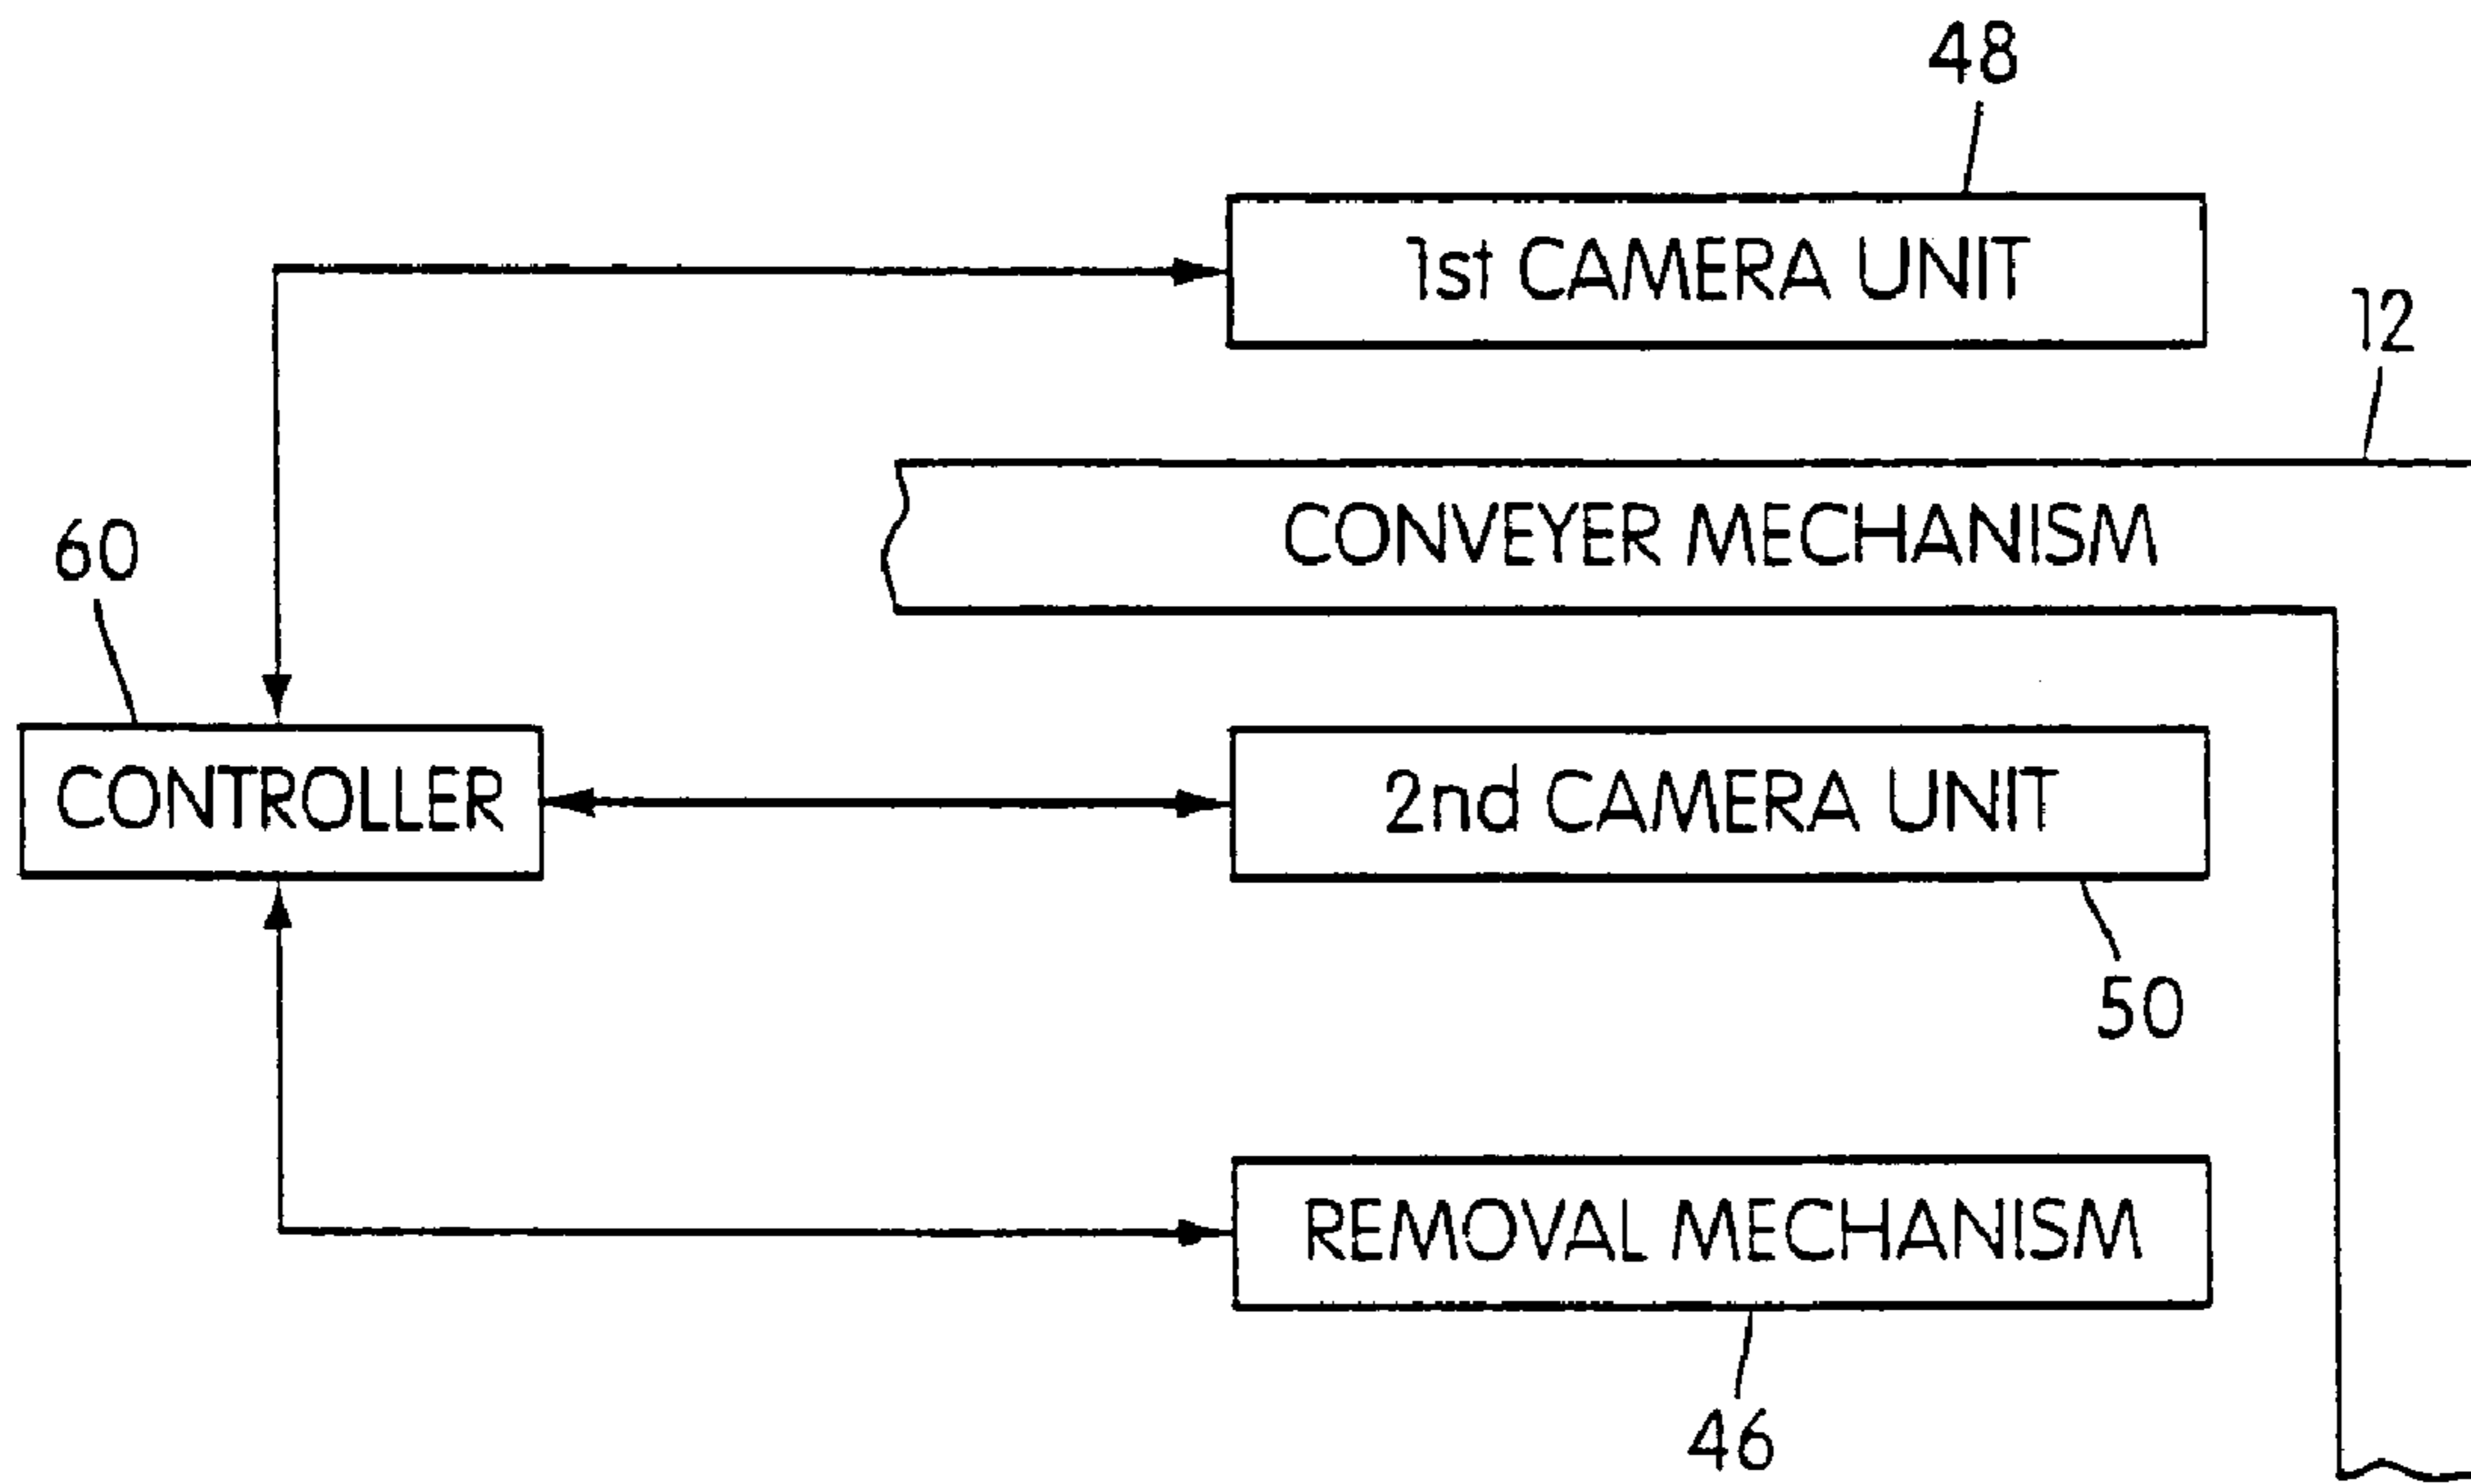 48
1st CAMERA UNIT
12
CONVEYER MECHANISM
60
CONTROLLER
2nd CAMERA UNIT
50
REMOVAL MECHANISM
46